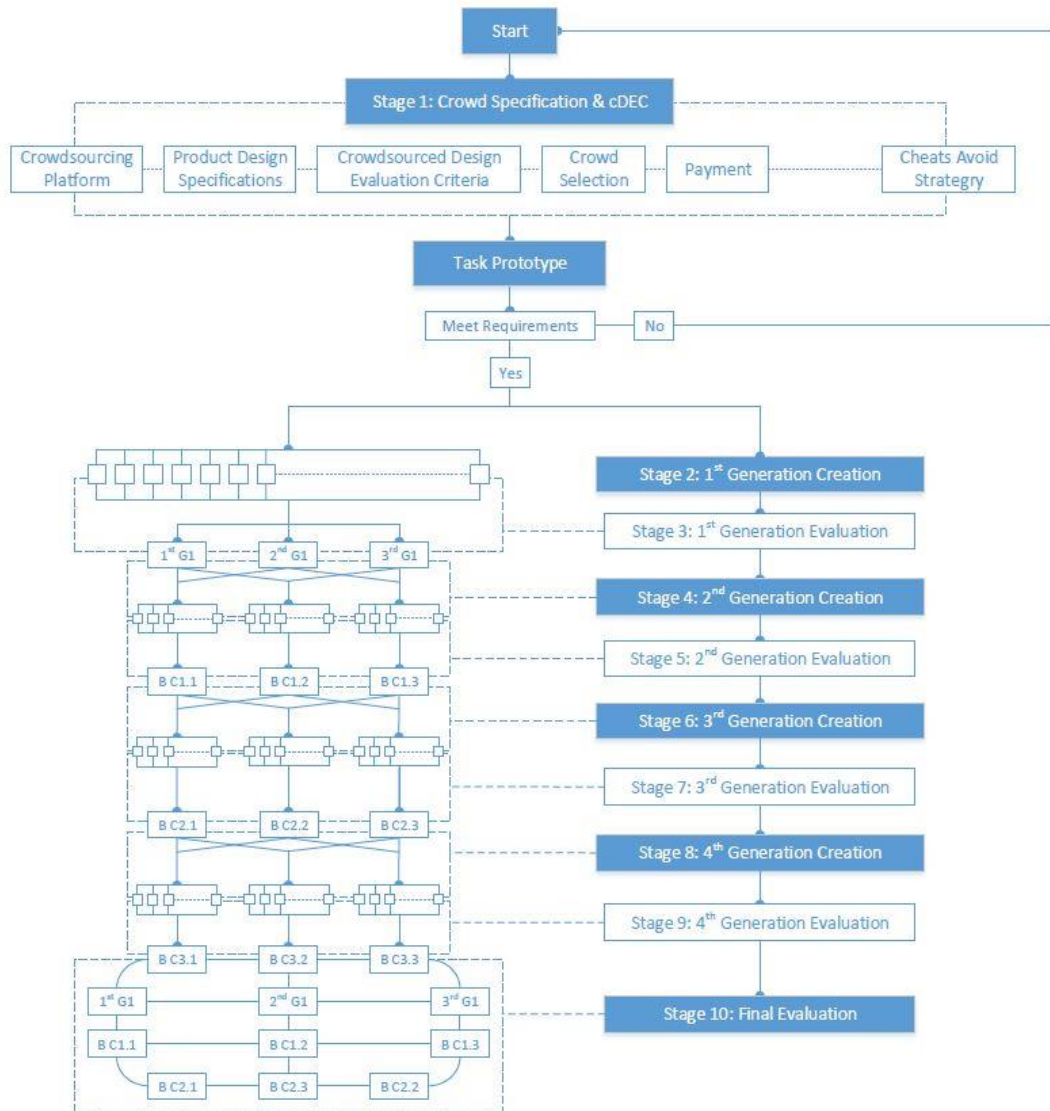 Start
Stage 1: Crowd Specification & cDEC
Crowdsourcing
Platform
Product Design
Specifications
Crowdsourced Design
Evaluation Criteria
Crowd
Selection
Payment
Cheats Avoid
Strategry
Task Prototype
Meet Requirements
No
Yes
Stage 2: 1st Generation Creation
Stage 3: 1st Generation Evaluation
1st G1
2nd G1
3rd G1
Stage 4: 2nd Generation Creation
Stage 5: 2nd Generation Evaluation
B C1.1
B C1.2
B C1.3
Stage 6: 3rd Generation Creation
Stage 7: 3rd Generation Evaluation
B C2.1
B C2.2
B C2.3
Stage 8: 4th Generation Creation
Stage 9: 4th Generation Evaluation
B C3.1
B C3.2
B C3.3
1st G1
2nd G1
3rd G1
Stage 10: Final Evaluation
B C1.1
B C1.2
B C1.3
B C2.1
B C2.3
B C2.2